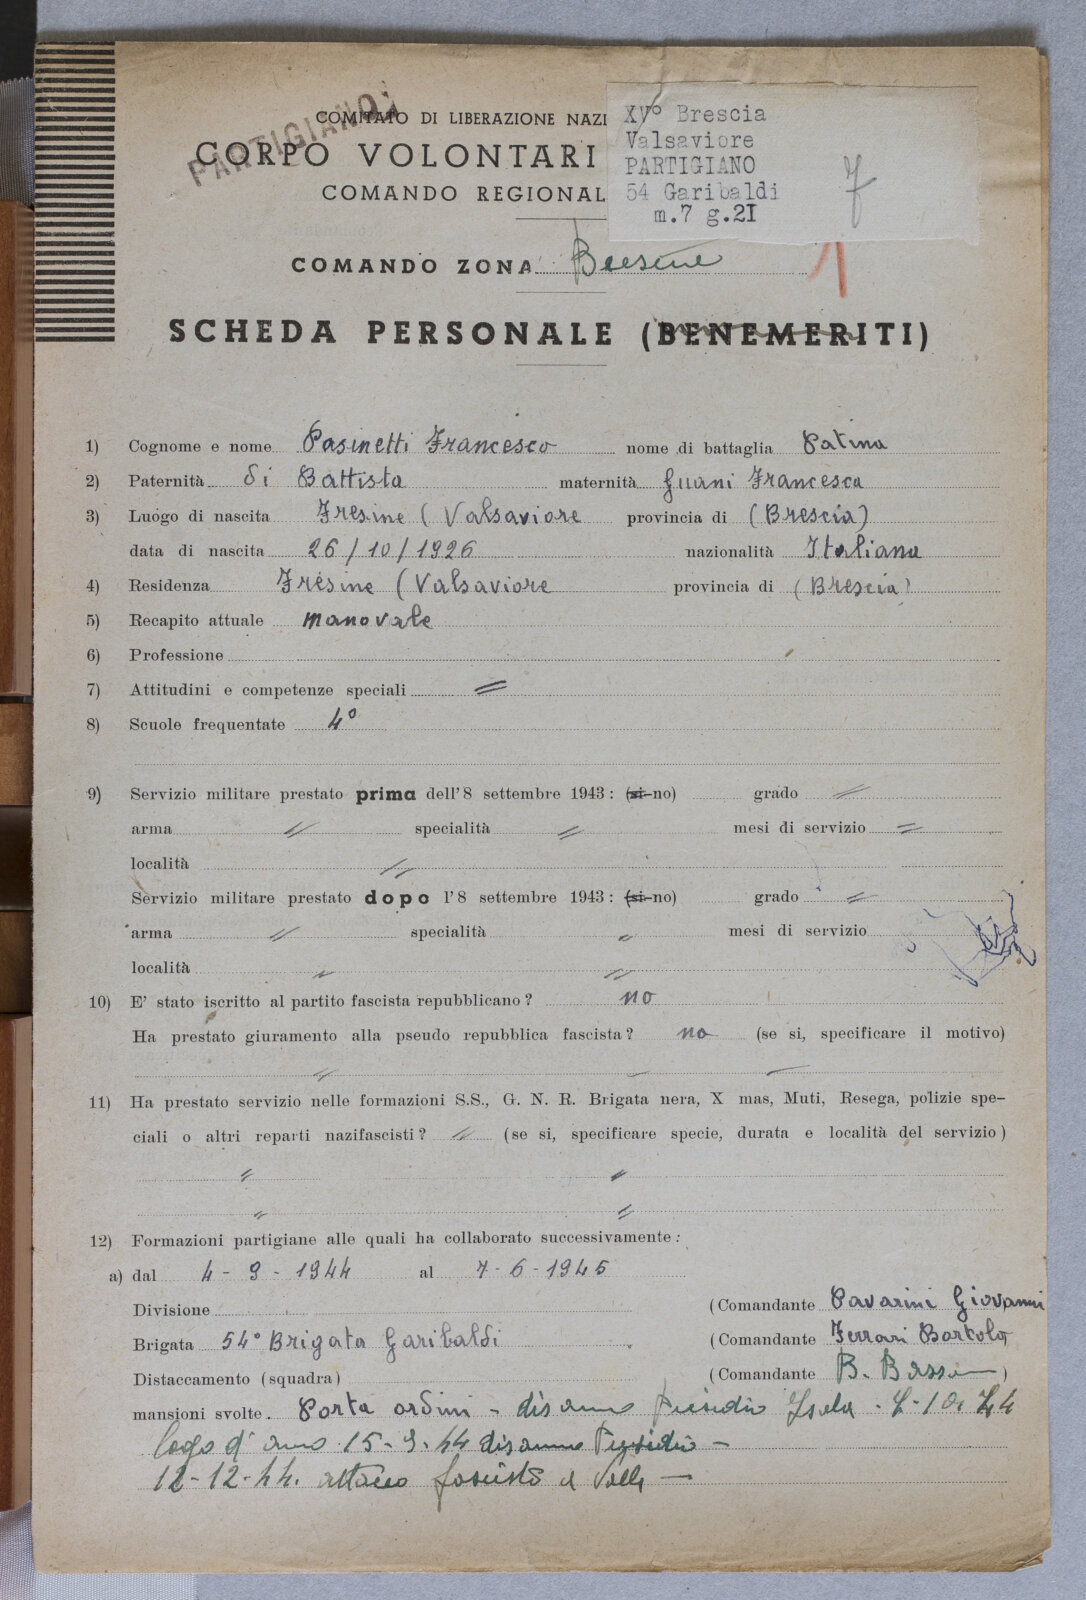 PARTIGIANO
COMITATO DI LIBERAZIONE NAZI
CORPO VOLONTARI
COMANDO REGIONAL
XV° Brescia
Valsaviore
PARTIGIANO
54 Garibaldi
m.7 g.2I
7
COMANDO ZONA
1
SCHEDA PERSONALE (BENEMERITI)
1) Cognome e nome Pasinetti Francesco nome di battaglia Patina
2) Paternità di Battista maternità Guani Francesca
3) Luogo di nascita Fresine (Valsaviore provincia di (Brescia)
data di nascita 26/10/1926 nazionalità Italiana
4) Residenza Fresine (Valsaviore provincia di (Brescia)
5) Recapito attuale manovale
6) Professione
7) Attitudini e competenze speciali =
8) Scuole frequentate 4°
9) Servizio militare prestato prima dell'8 settembre 1943: (si-no) grado "
arma " specialità " mesi di servizio "
località "
Servizio militare prestato dopo l'8 settembre 1943: (si-no) grado "
arma " specialità " mesi di servizio
località " "
10) E' stato iscritto al partito fascista repubblicano? no
Ha prestato giuramento alla pseudo repubblica fascista? no (se si, specificare il motivo)
"
11) Ha prestato servizio nelle formazioni S.S., G. N. R. Brigata nera, X mas, Muti, Resega, polizie spe-
ciali o altri reparti nazifascisti? " (se si, specificare specie, durata e località del servizio)
" "
" "
12) Formazioni partigiane alle quali ha collaborato successivamente:
a) dal 4-9-1944 al 7-6-1945
Divisione (Comandante Pavarini Giovanni
Brigata 54° Brigata Garibaldi (Comandante Ferrari Bortolo
Distaccamento (squadra) (Comandante B. )
mansioni svolte. Porta ordini - disarmo presidio Isola
Lago d'Arno 15-9-44 disarmo Presidio -
12-12-44. attacco fascista a Valle -